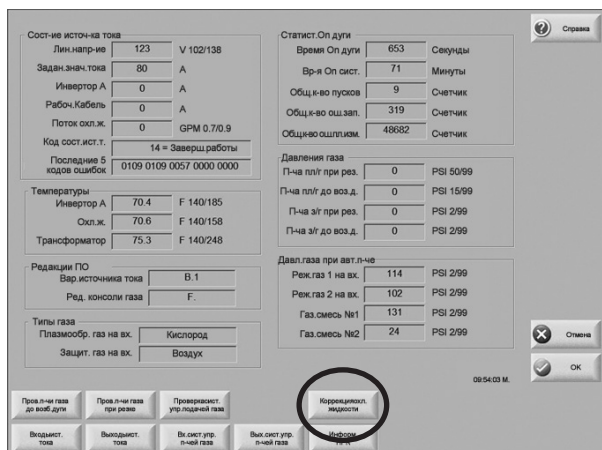 Сост-ие источ-ка тока
Лин.напр-ие 123 V 102/138
Задан.знач.тока 80 A
Инвертор A 0 A
Рабоч.Кабель 0 A
Поток охл.ж. 0 GPM 0.7/0.9
Код сост.ист.т. 14 = Заверш.работы
Последние 5
кодов ошибок 0109 0109 0057 0000 0000
Температуры
Инвертор A 70.4 F 140/185
Охл.ж. 70.6 F 140/158
Трансформатор 75.3 F 140/248
Редакции ПО
Вар.источника тока B.1
Ред. консоли газа F.
Типы газа
Плазмообр. газ на вх. Кислород
Защит. газ на вх. Воздух
Статист.Оп дуги
Время Оп дуги 653 Секунды
Вр-я Оп сист. 71 Минуты
Общ.к-во пусков 9 Счетчик
Общ.к-во ош.зап. 319 Счетчик
Общ.к-во ош.пл.изм. 48682 Счетчик
Давления газа
П-ча пл/г при рез. 0 PSI 50/99
П-ча пл/г до воз.д. 0 PSI 15/99
П-ча з/г при рез. 0 PSI 2/99
П-ча з/г до воз.д. 0 PSI 2/99
Давл.газа при авт.п-че
Реж.газ 1 на вх. 114 PSI 2/99
Реж.газ 2 на вх. 102 PSI 2/99
Газ.смесь №1 131 PSI 2/99
Газ.смесь №2 24 PSI 2/99
Справка
Отмена
OK
09:54:03 M.
Пров.п-чи газа
до возб.дуги
Пров.п-чи газа
при резке
Проверкасист.
упр.подачей газа
Коррекцияохл.
жидкости
Входыист.
тока
Выходыист.
тока
Вх.сист.упр.
п-чей газа
Вых.сист.упр.
п-чей газа
Информ.